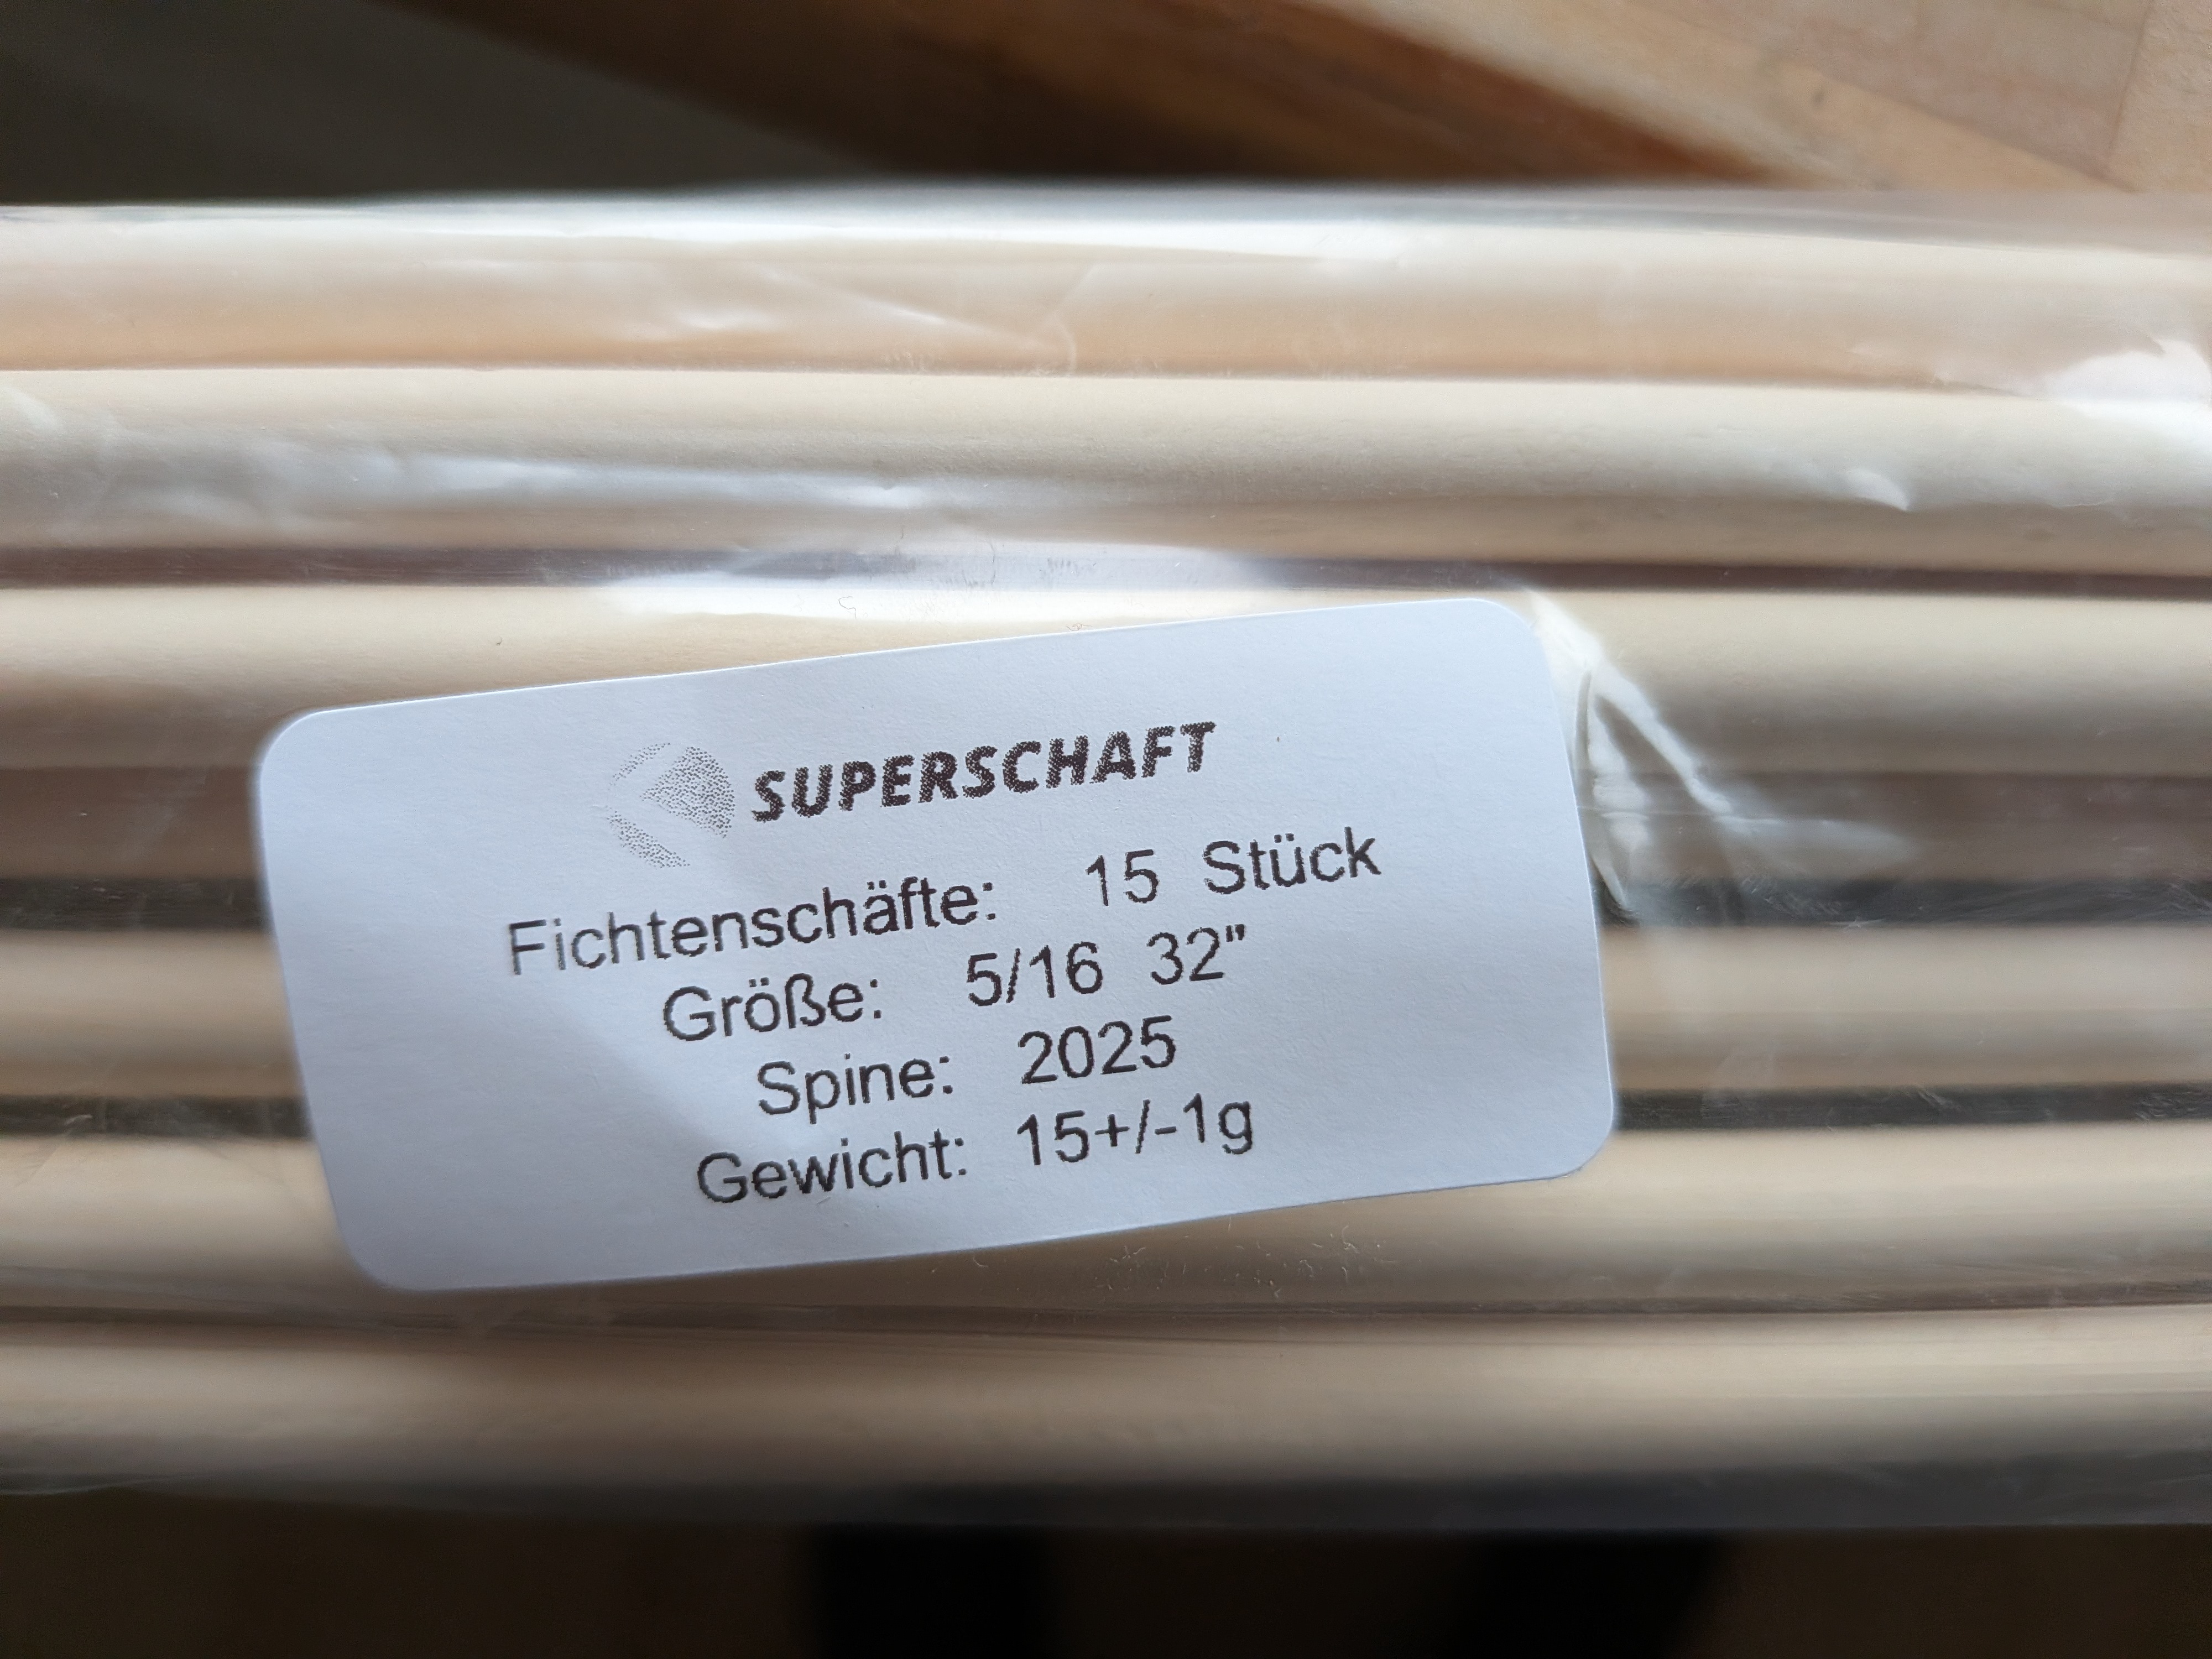 SUPERSCHAFT
Fichtenschäfte: 15 Stück
Größe: 5/16 32"
Spine: 2025
Gewicht: 15+/-1g